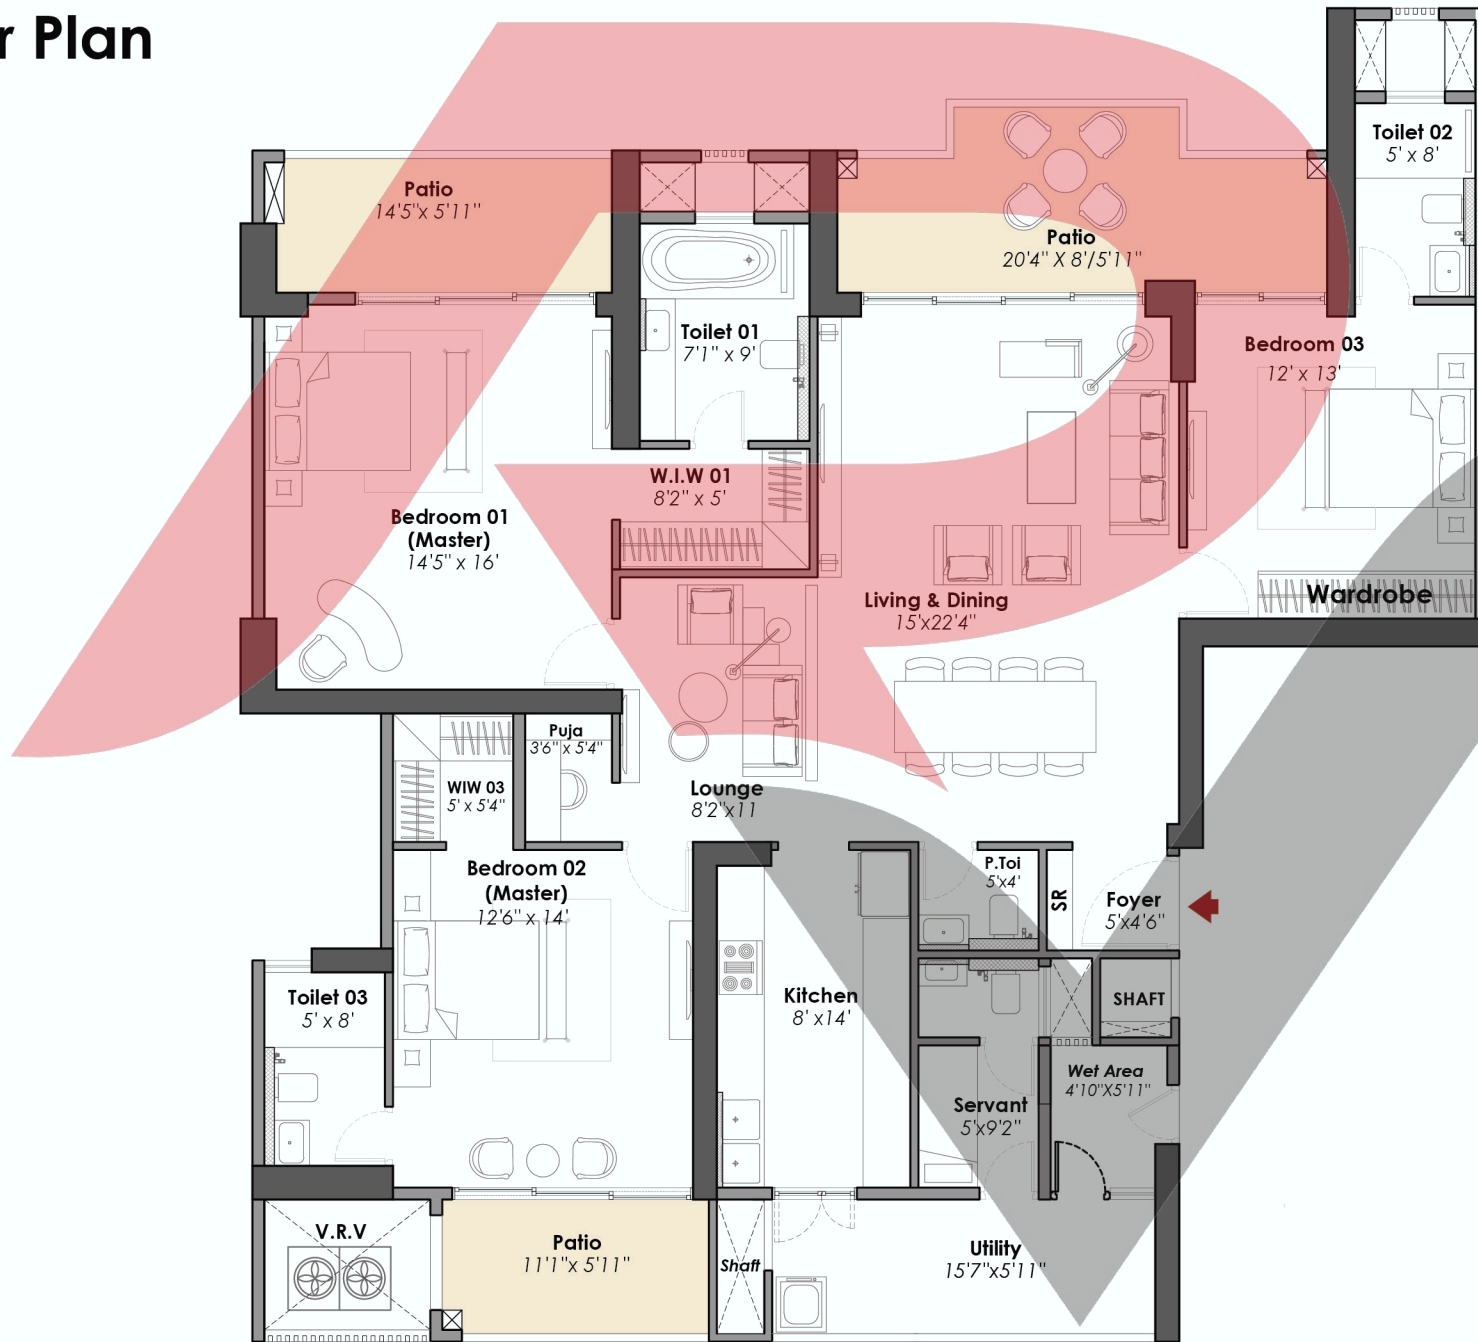 r Plan
Toilet 02
5' x 8'
Patio
14'5"x 5'11"
Patio
20'4" X 8'/5'11"
Toilet 01
7'1" x 9'
Bedroom 03
12' x 13'
W.I.W 01
8'2" x 5'
Bedroom 01
(Master)
14'5" x 16'
Wardrobe
Living & Dining
15'x22'4"
Puja
3'6" x 5'4"
WIW 03
5' x 5'4"
Lounge
8'2"x11
Bedroom 02
(Master)
12'6" x 14'
P.Toi
5'x4'
SR
Foyer
5'x4'6"
Toilet 03
5' x 8'
Kitchen
8' x14'
SHAFT
Wet Area
4'10"X5'11"
Servant
5'x9'2"
V.R.V
Patio
11'1"x 5'11"
Shaft
Utility
15'7"x5'11"